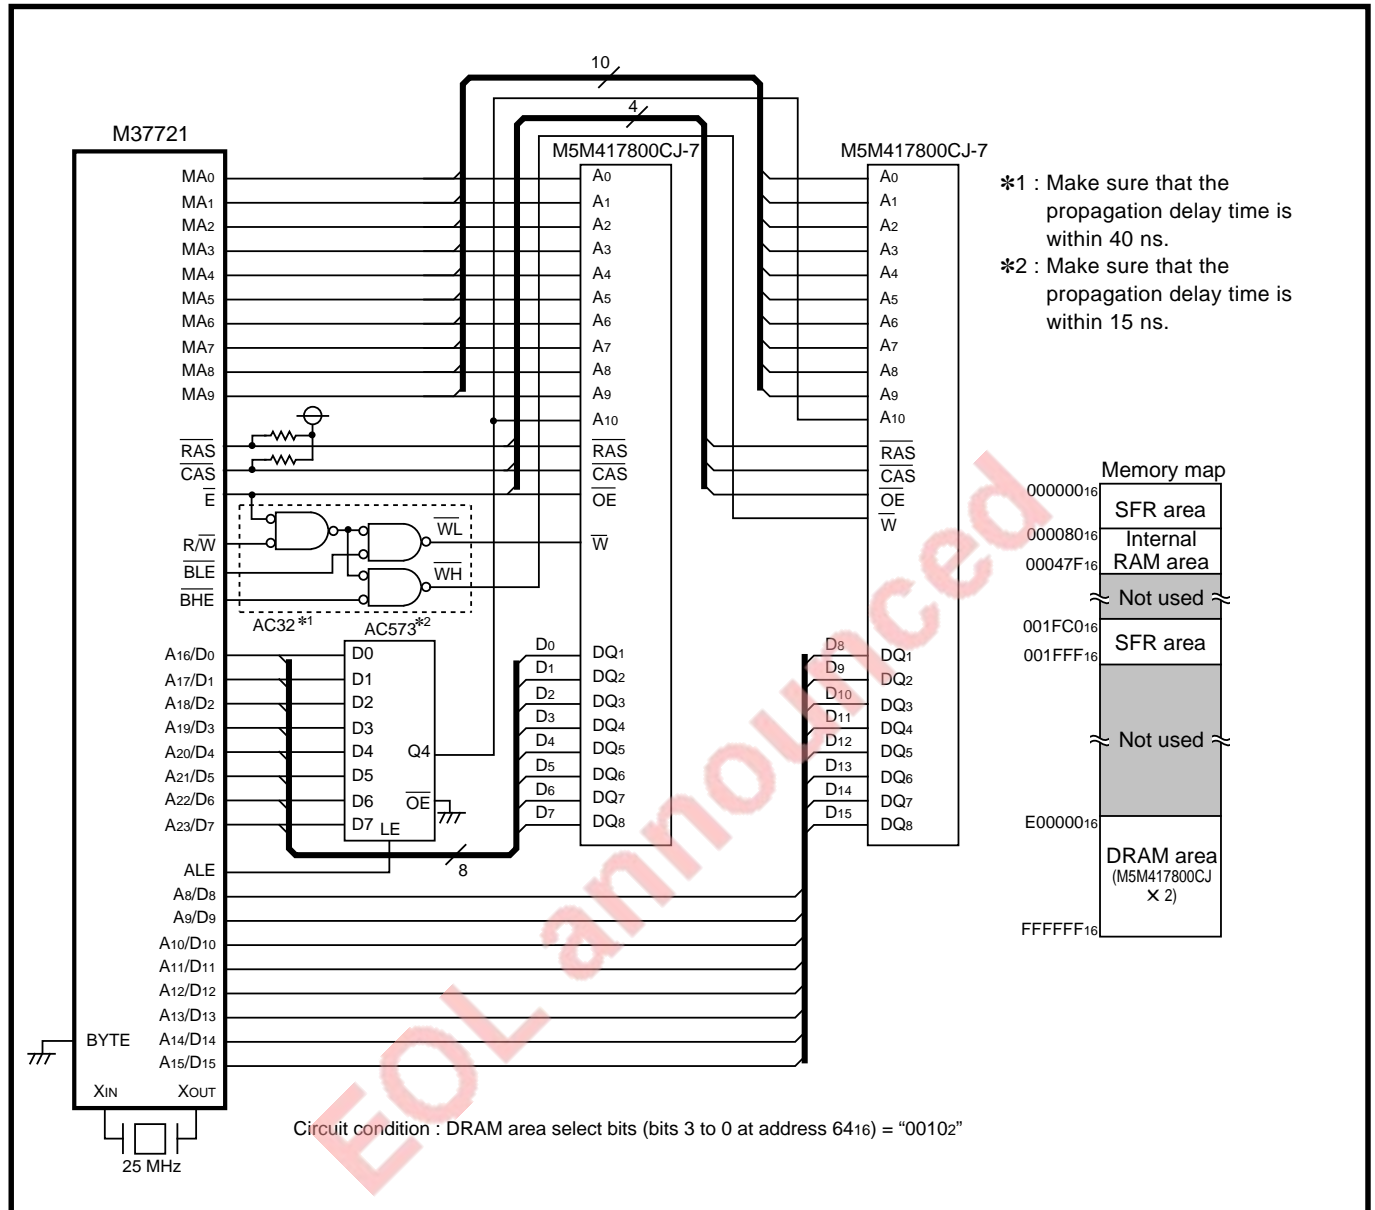 10
4
M37721
M5M417800CJ-7
M5M417800CJ-7
MA0
MA1
MA2
MA3
MA4
MA5
MA6
MA7
MA8
MA9
RAS
CAS
E
R/W
BLE
BHE
A16/D0
A17/D1
A18/D2
A19/D3
A20/D4
A21/D5
A22/D6
A23/D7
ALE
A8/D8
A9/D9
A10/D10
A11/D11
A12/D12
A13/D13
A14/D14
A15/D15
BYTE
XIN
XOUT
25 MHz
WL
WH
AC32 ✽1
AC573✽2
D0
D1
D2
D3
D4
D5
D6
D7
Q4
OE
LE
8
A0
A1
A2
A3
A4
A5
A6
A7
A8
A9
A10
RAS
CAS
OE
W
D0
D1
D2
D3
D4
D5
D6
D7
DQ1
DQ2
DQ3
DQ4
DQ5
DQ6
DQ7
DQ8
A0
A1
A2
A3
A4
A5
A6
A7
A8
A9
A10
RAS
CAS
OE
W
D8
D9
D10
D11
D12
D13
D14
D15
DQ1
DQ2
DQ3
DQ4
DQ5
DQ6
DQ7
DQ8
✽1 : Make sure that the
propagation delay time is
within 40 ns.
✽2 : Make sure that the
propagation delay time is
within 15 ns.
Memory map
00000016
SFR area
00008016
Internal
RAM area
00047F16
Not used
001FC016
SFR area
001FFF16
Not used
E0000016
DRAM area
(M5M417800CJ
✕ 2)
FFFFFF16
Circuit condition : DRAM area select bits (bits 3 to 0 at address 6416) = “00102”
EOL announced